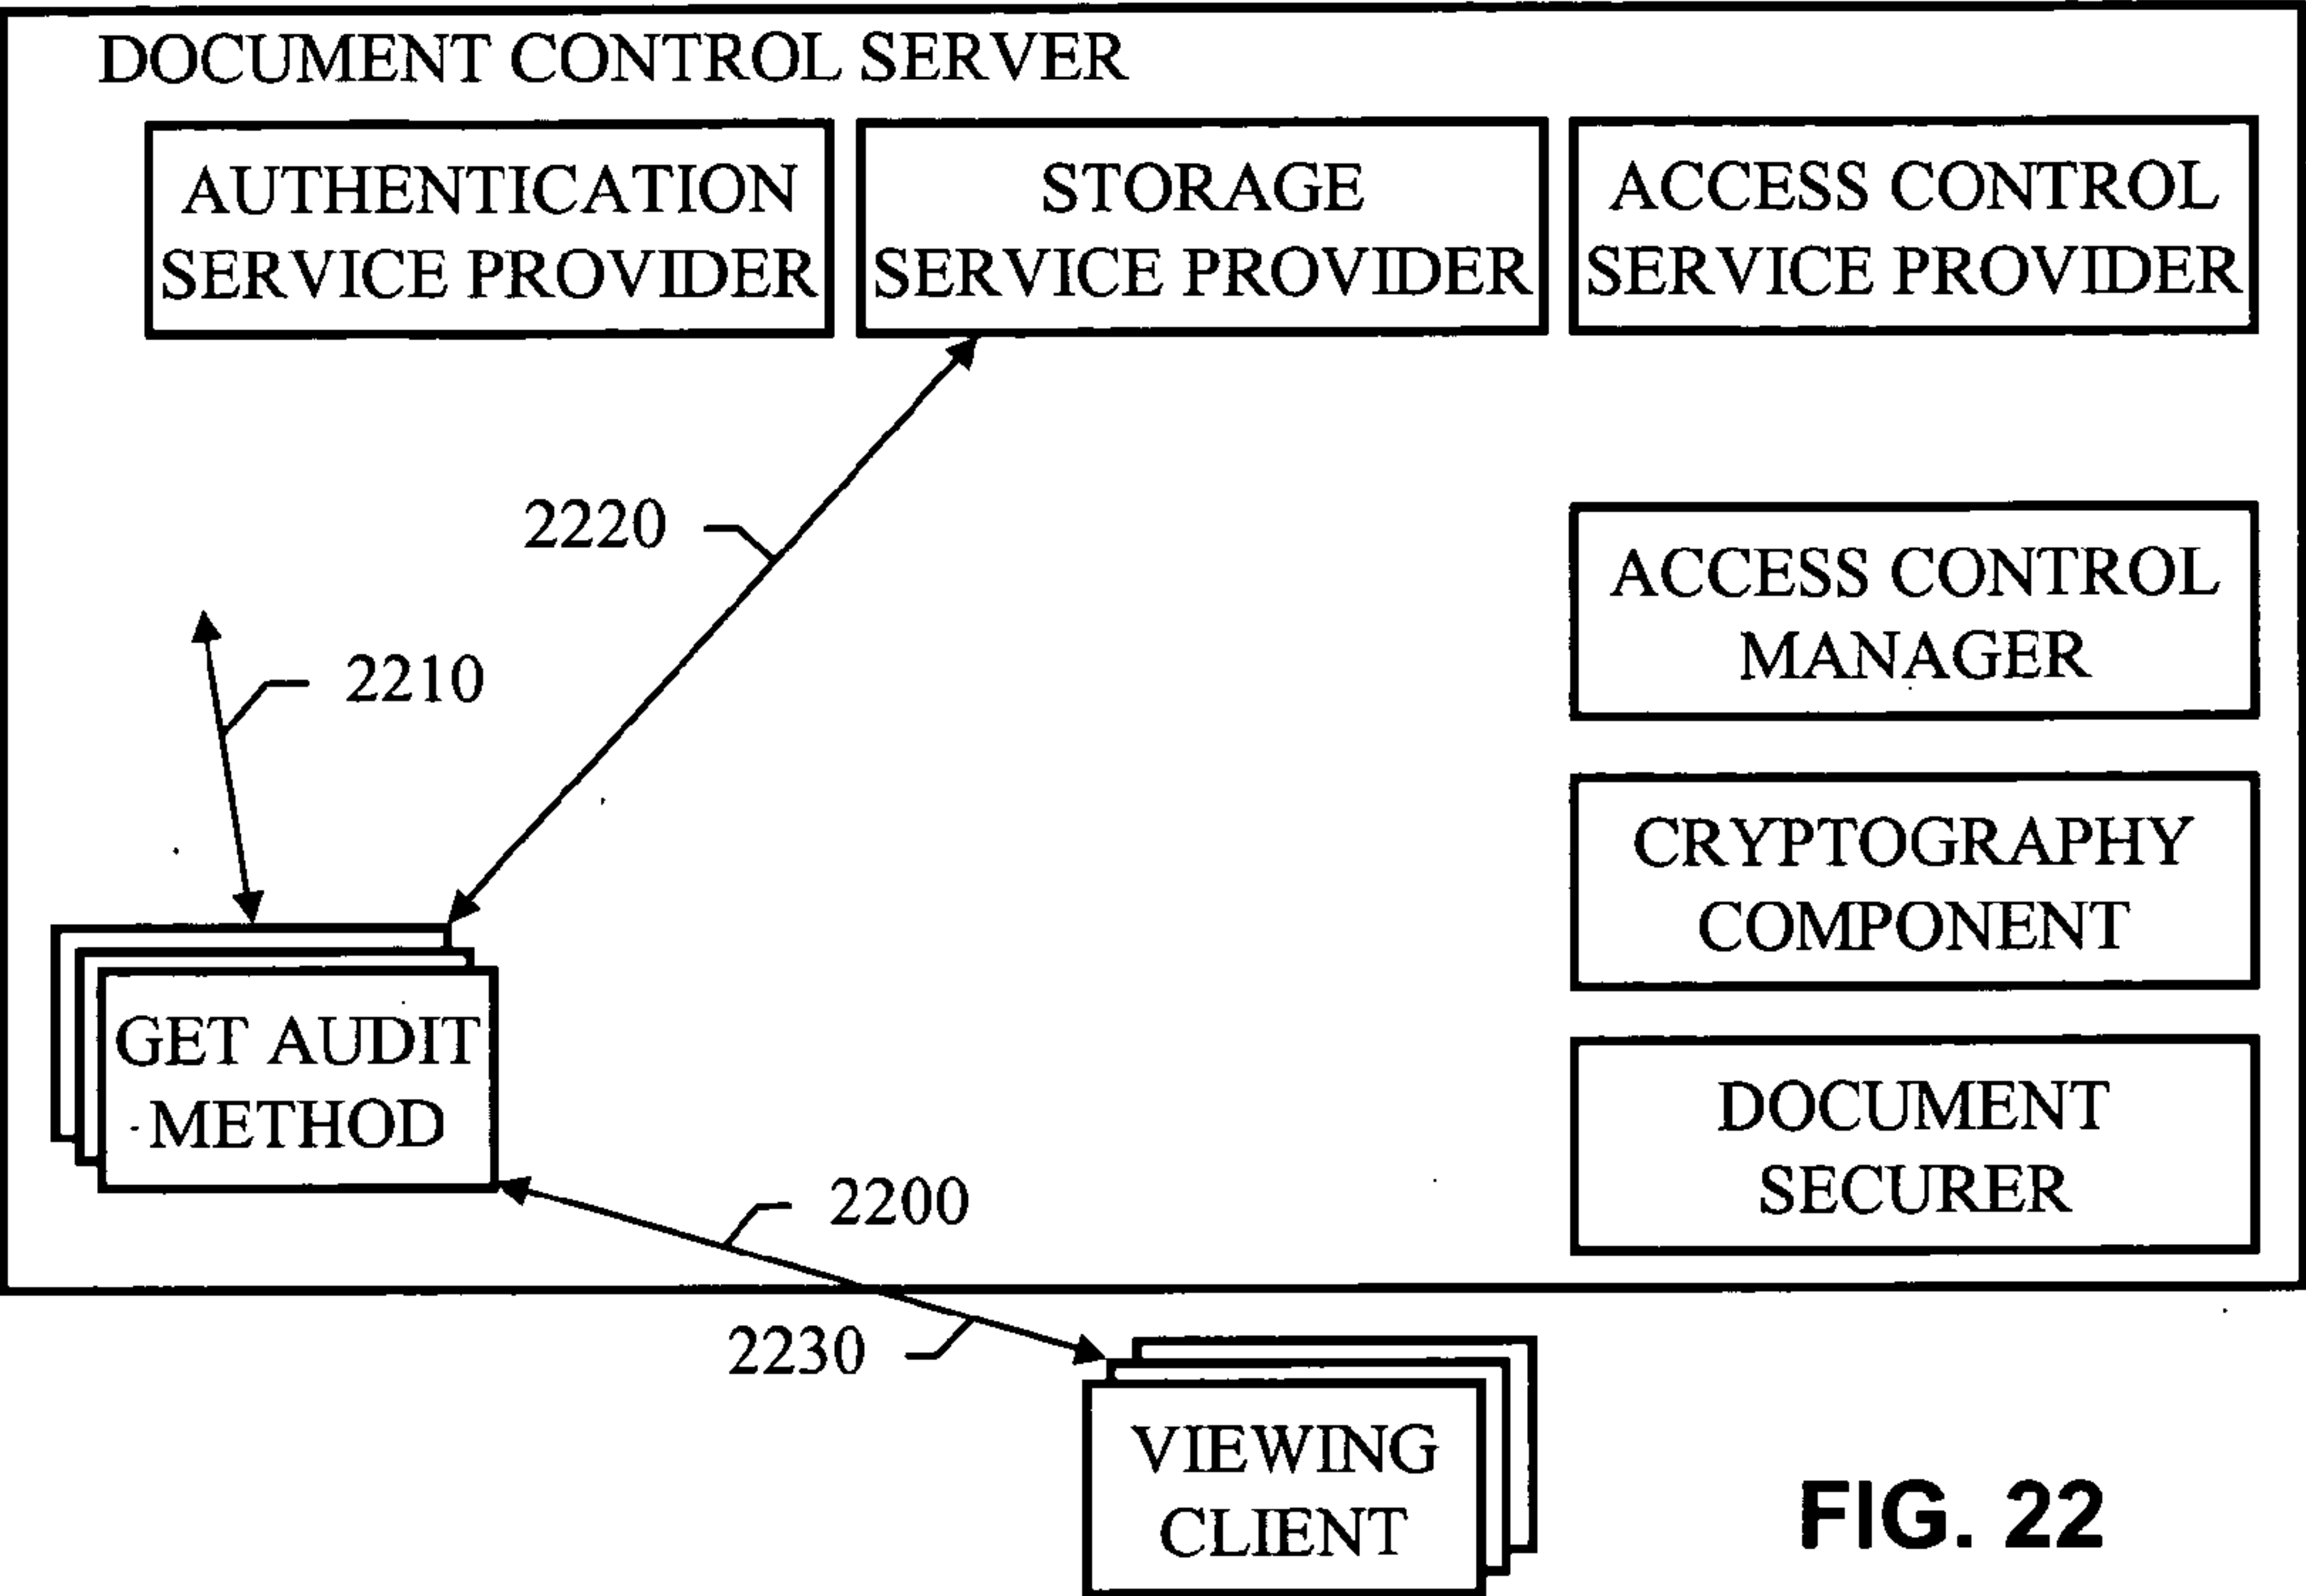 DOCUMENT CONTROL SERVER
AUTHENTICATION
SERVICE PROVIDER
STORAGE
SERVICE PROVIDER
ACCESS CONTROL
SERVICE PROVIDER
2220
2210
ACCESS CONTROL
MANAGER
CRYPTOGRAPHY
COMPONENT
GET AUDIT
METHOD
DOCUMENT
SECURER
2200
2230
VIEWING
CLIENT
FIG. 22